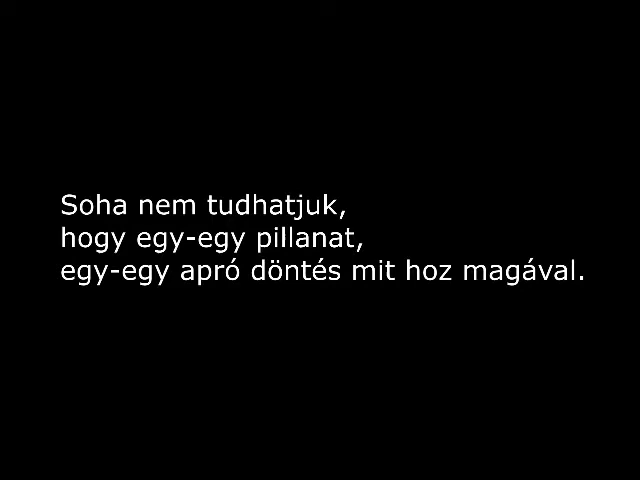 Soha nem tudhatjuk,
hogy egy-egy pillanat,
egy-egy apró döntés mit hoz magával.